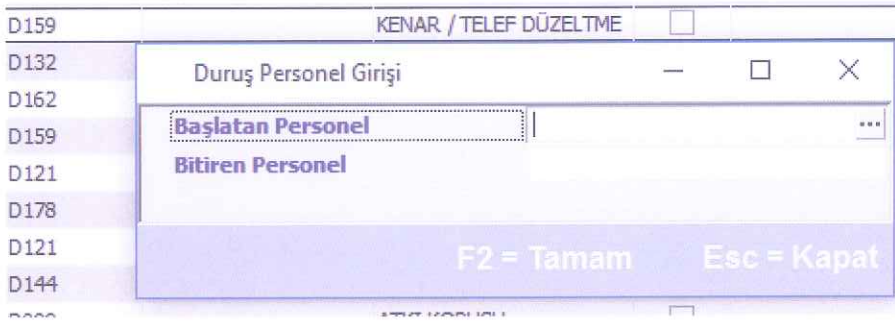 D159 KENAR / TELEF DÜZELTME
D132
Duruş Personel Girişi
D162
Başlatan Personel
D159
Bitiren Personel
D121
D178
D121
F2 = Tamam Esc = Kapat
D144